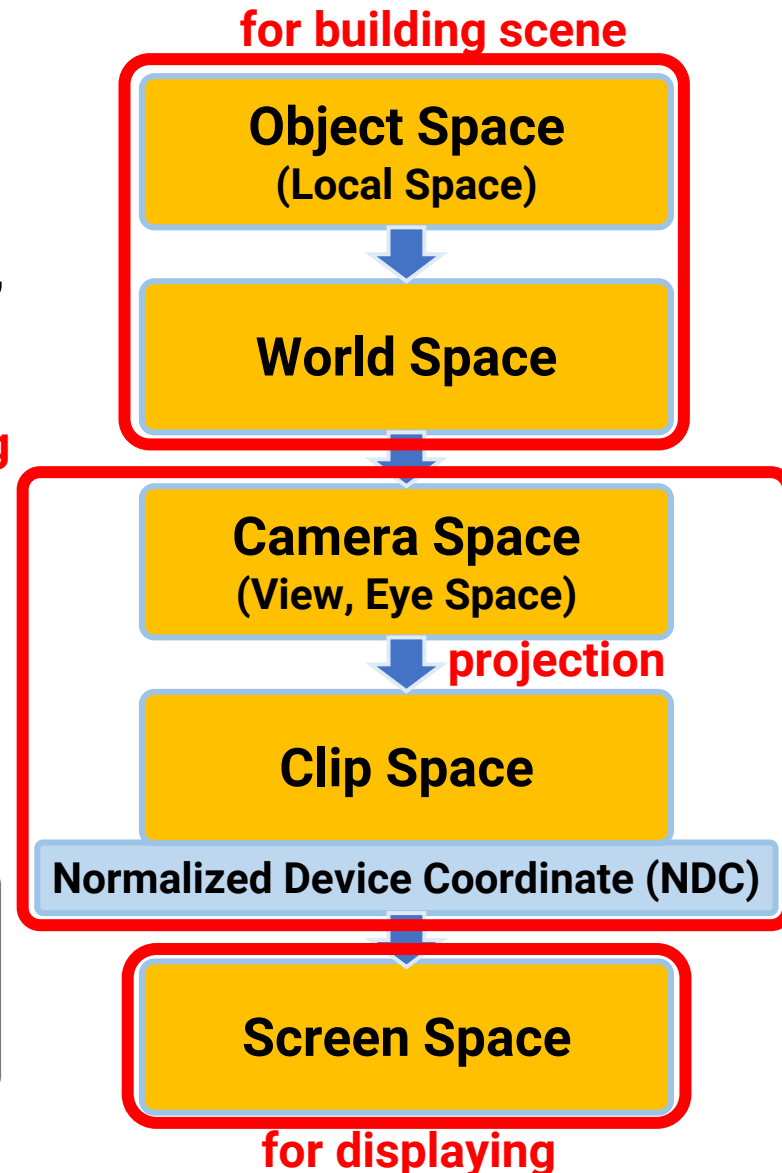 for building scene
Object Space
(Local Space)
World Space
Camera Space
(View, Eye Space)
projection
Clip Space
Normalized Device Coordinate (NDC)
Screen Space
for displaying